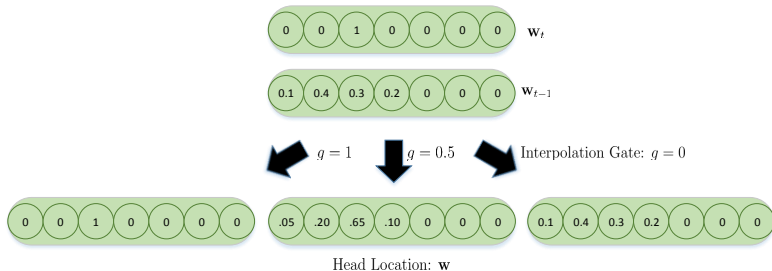 0 0 1 0 0 0 0 w_t
0.1 0.4 0.3 0.2 0 0 0 w_{t−1}
g = 1 g = 0.5 Interpolation Gate: g = 0
0 0 1 0 0 0 0 .05 .20 .65 .10 0 0 0 0.1 0.4 0.3 0.2 0 0 0
Head Location: w